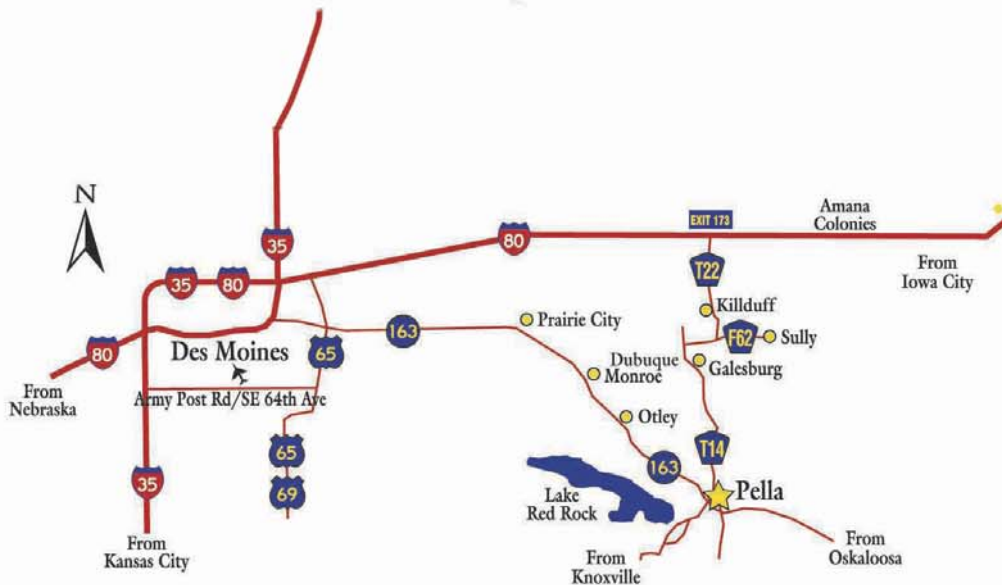 N
35
EXIT 173
Amana
Colonies
80
From
Iowa City
35
80
T22
Killduff
163
Prairie City
F62
Sully
65
80
Des Moines
Dubuque
Monroe
Galesburg
From
Nebraska
Army Post Rd/SE 64th Ave
Otley
65
T14
163
35
69
Lake
Red Rock
Pella
From
Kansas City
From
Knoxville
From
Oskaloosa